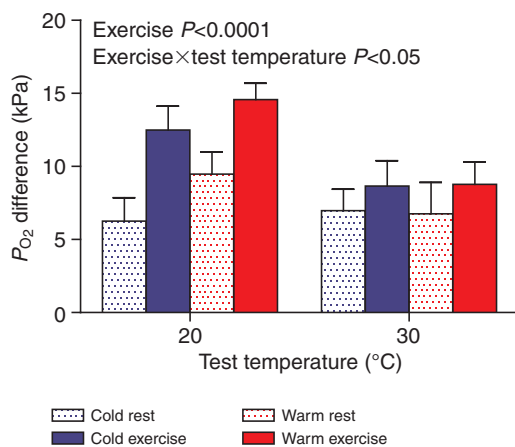 Exercise P<0.0001
Exercise×test temperature P<0.05
20
15
10
5
0
PO2 difference (kPa)
20
30
Test temperature (°C)
Cold rest
Warm rest
Cold exercise
Warm exercise